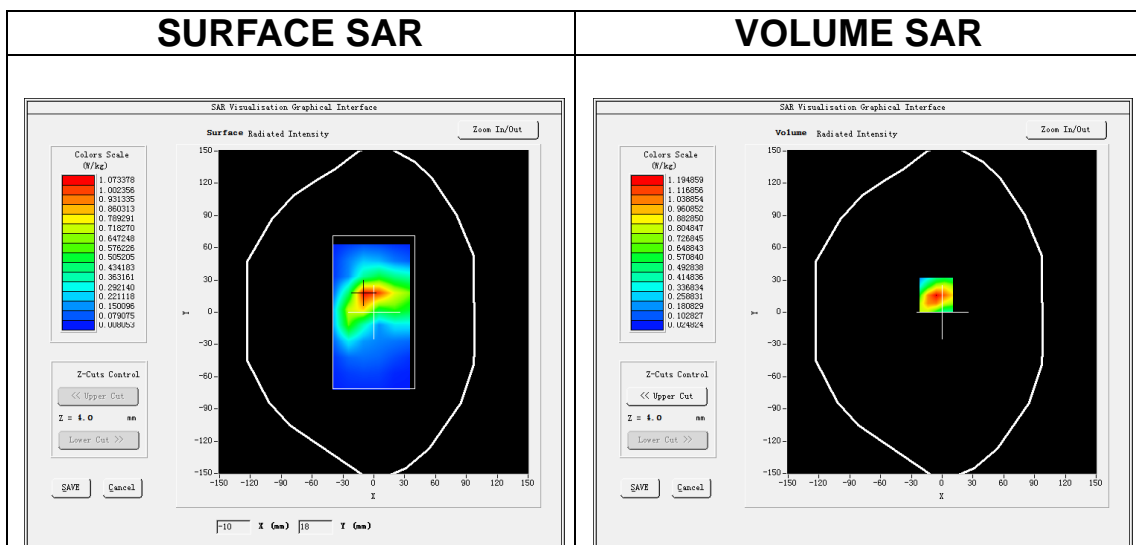 SURFACE SAR
VOLUME SAR
SAR Visualisation Graphical Interface
Surface Radiated Intensity
Zoom In/Out
Colors Scale
(W/kg)
1.073378
1.002356
0.931335
0.860313
0.789291
0.718270
0.647248
0.576226
0.505205
0.434183
0.363161
0.292140
0.221118
0.150096
0.079075
0.008053
150
120
90
60
30
0
-30
-60
-90
-120
-150
Y
-150 -120 -90 -60 -30 0 30 60 90 120 150
X
Z-Cuts Control
<< Upper Cut
Z = 4.0 mm
Lower Cut >>
SAVE Cancel
-10 X (mm) 18 Y (mm)
SAR Visualisation Graphical Interface
Volume Radiated Intensity
Zoom In/Out
Colors Scale
(W/kg)
1.194859
1.116856
1.038854
0.960852
0.882850
0.804847
0.726845
0.648843
0.570840
0.492838
0.414836
0.336834
0.258831
0.180829
0.102827
0.024824
150
120
90
60
30
0
-30
-60
-90
-120
-150
Y
-150 -120 -90 -60 -30 0 30 60 90 120 150
X
Z-Cuts Control
<< Upper Cut
Z = 4.0 mm
Lower Cut >>
SAVE Cancel